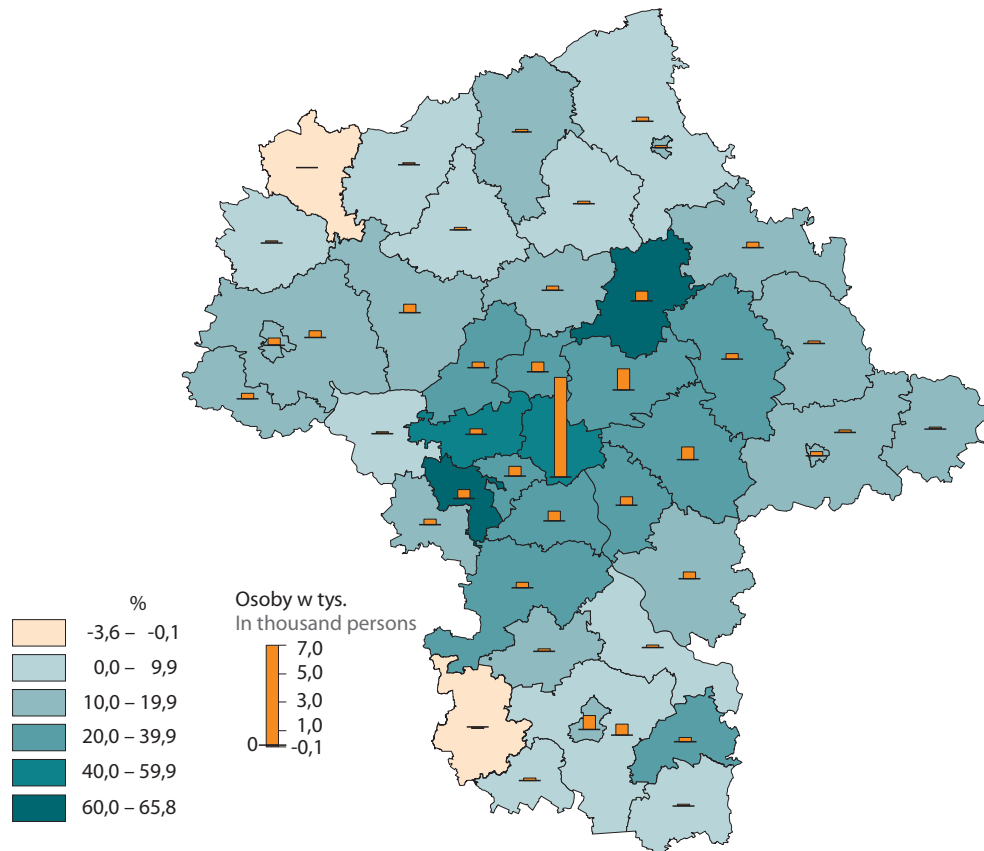 %
-3,6 – -0,1
0,0 – 9,9
10,0 – 19,9
20,0 – 39,9
40,0 – 59,9
60,0 – 65,8
Osoby w tys.
In thousand persons
7,0
5,0
3,0
1,0
0
-0,1